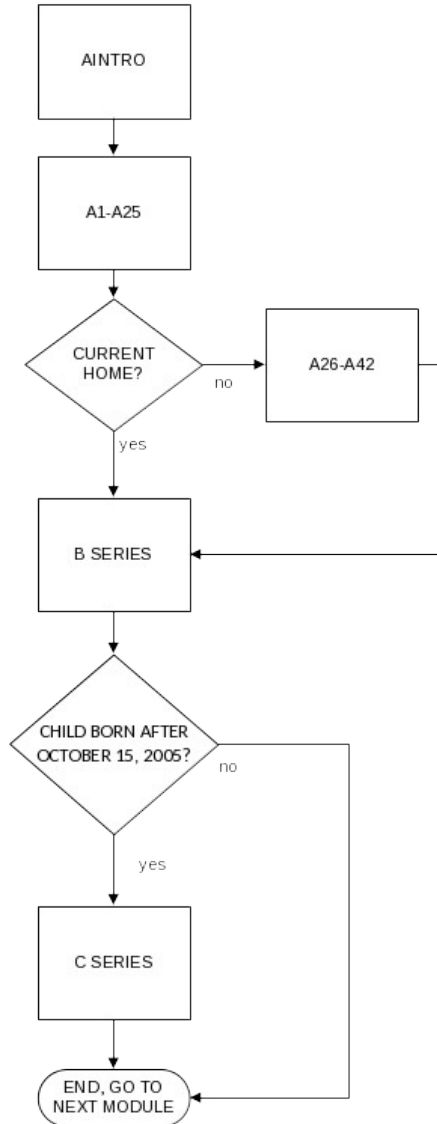 AINTRO
A1-A25
CURRENT
HOME?
no
A26-A42
yes
B SERIES
CHILD BORN AFTER
OCTOBER 15, 2005?
no
yes
C SERIES
END, GO TO
NEXT MODULE